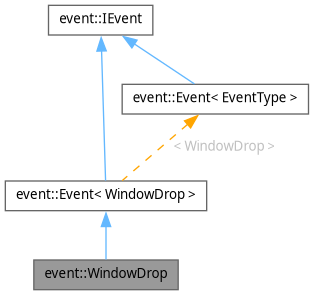 event::IEvent
event::Event< EventType >
< WindowDrop >
event::Event< WindowDrop >
event::WindowDrop